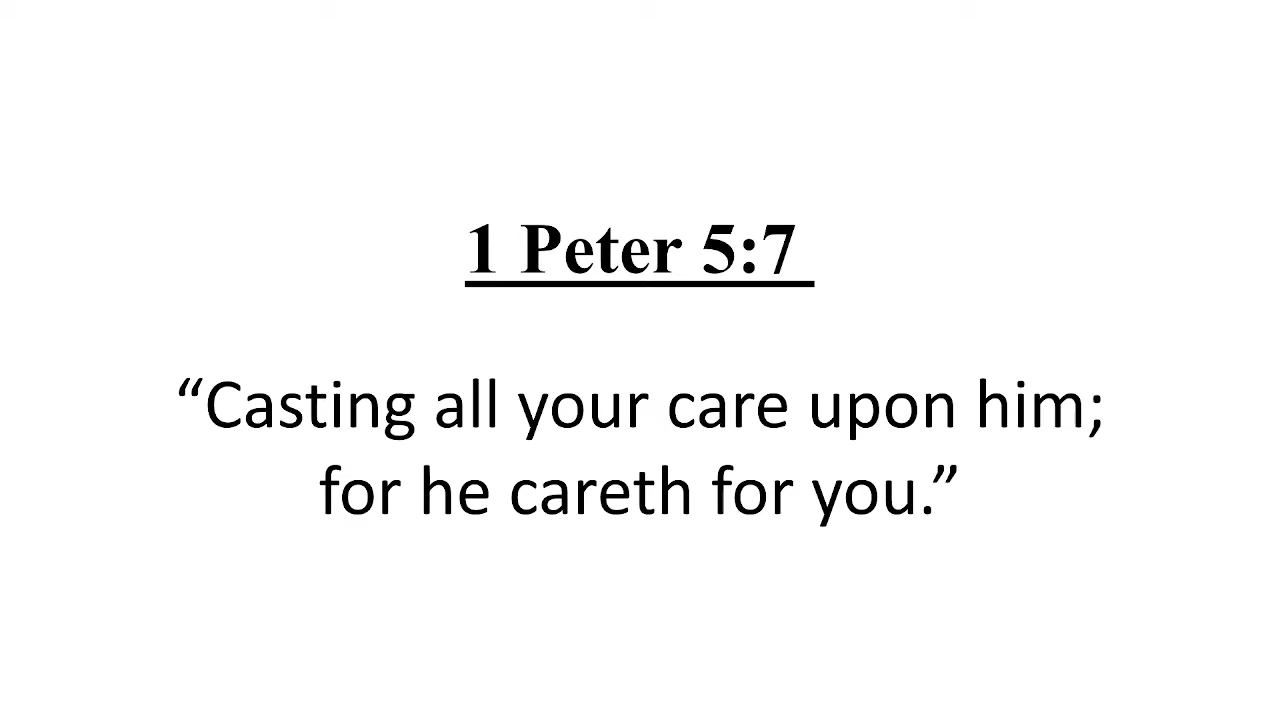 1 Peter 5:7
“Casting all your care upon him;
for he careth for you.”